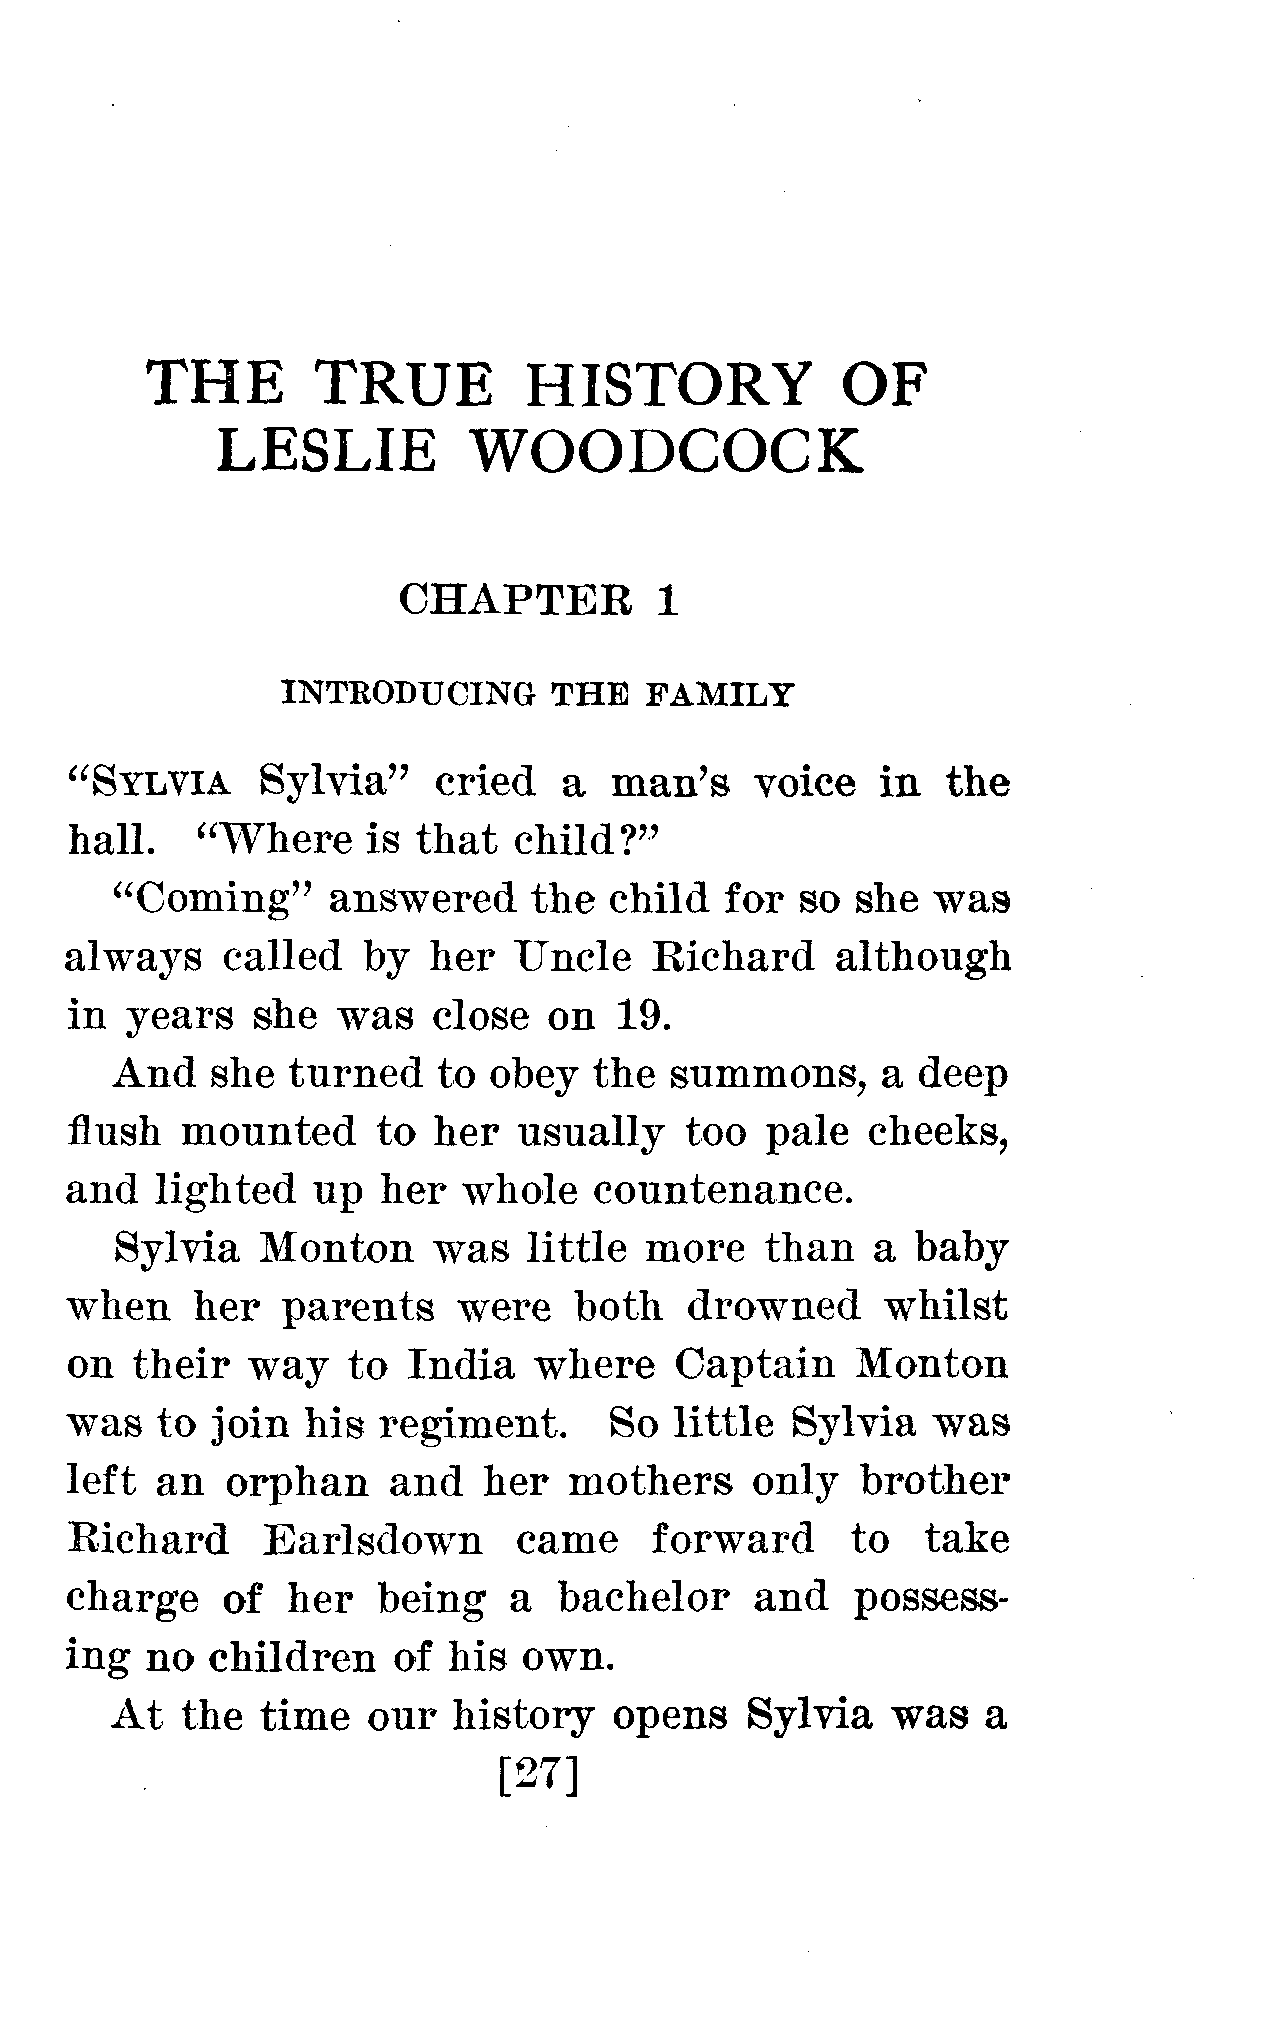 THE TRUE HISTORY OF
LESLIE WOODCOCK
CHAPTER 1
INTRODUCING THE FAMILY
“SYLVIA Sylvia” cried a man’s voice in the
hall. “Where is that child?”
“Coming” answered the child for so she was
always called by her Uncle Richard although
in years she was close on 19.
And she turned to obey the summons, a deep
flush mounted to her usually too pale cheeks,
and lighted up her whole countenance.
Sylvia Monton was little more than a baby
when her parents were both drowned whilst
on their way to India where Captain Monton
was to join his regiment. So little Sylvia was
left an orphan and her mothers only brother
Richard Earlsdown came forward to take
charge of her being a bachelor and possess-
ing no children of his own.
At the time our history opens Sylvia was a
[27]